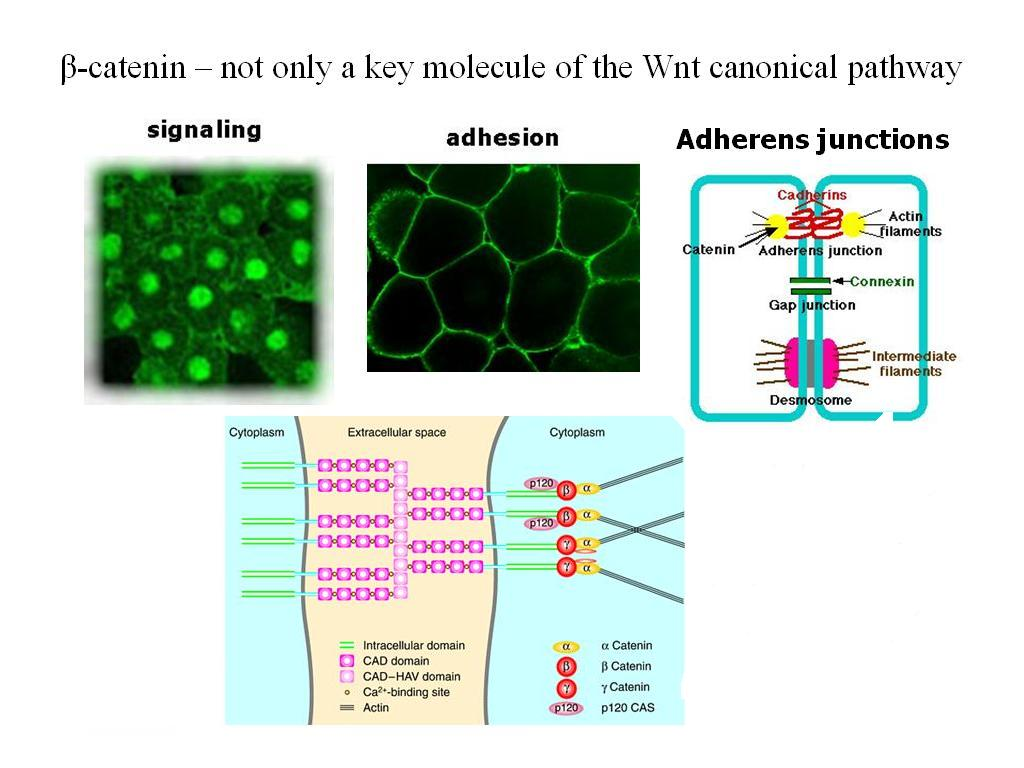 β-catenin – not only a key molecule of the Wnt canonical pathway
signaling
adhesion
Adherens junctions
Cadherins
Actin
filaments
Catenin
Adherens junction
Connexin
Gap junction
Intermediate
filaments
Desmosome
Cytoplasm
Extracellular space
Cytoplasm
p120
β
α
β
α
p120
γ
α
γ
α
Intracellular domain
CAD domain
CAD–HAV domain
Ca2+-binding site
Actin
α
α Catenin
β
β Catenin
γ
γ Catenin
p120
p120 CAS